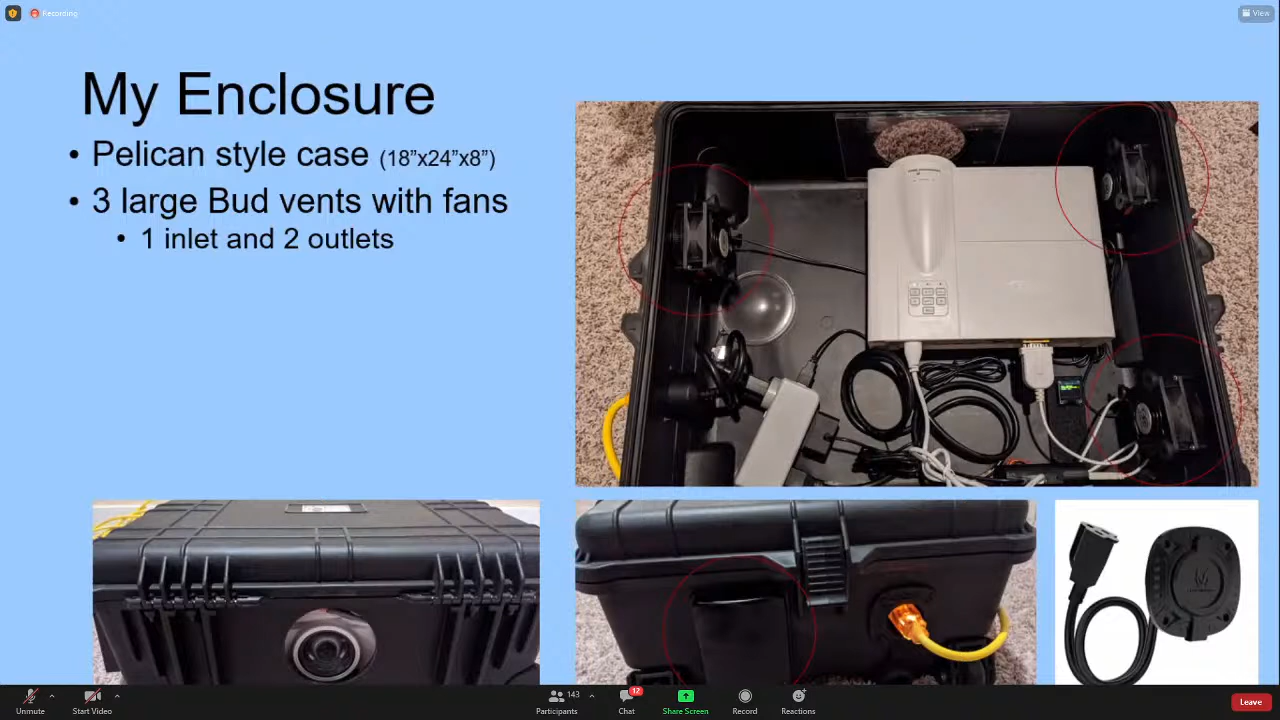 Recording
View
My Enclosure
• Pelican style case (18”x24”x8”)
• 3 large Bud vents with fans
• 1 inlet and 2 outlets
Unmute
Start Video
143
Participants
12
Chat
Share Screen
Record
Reactions
Leave